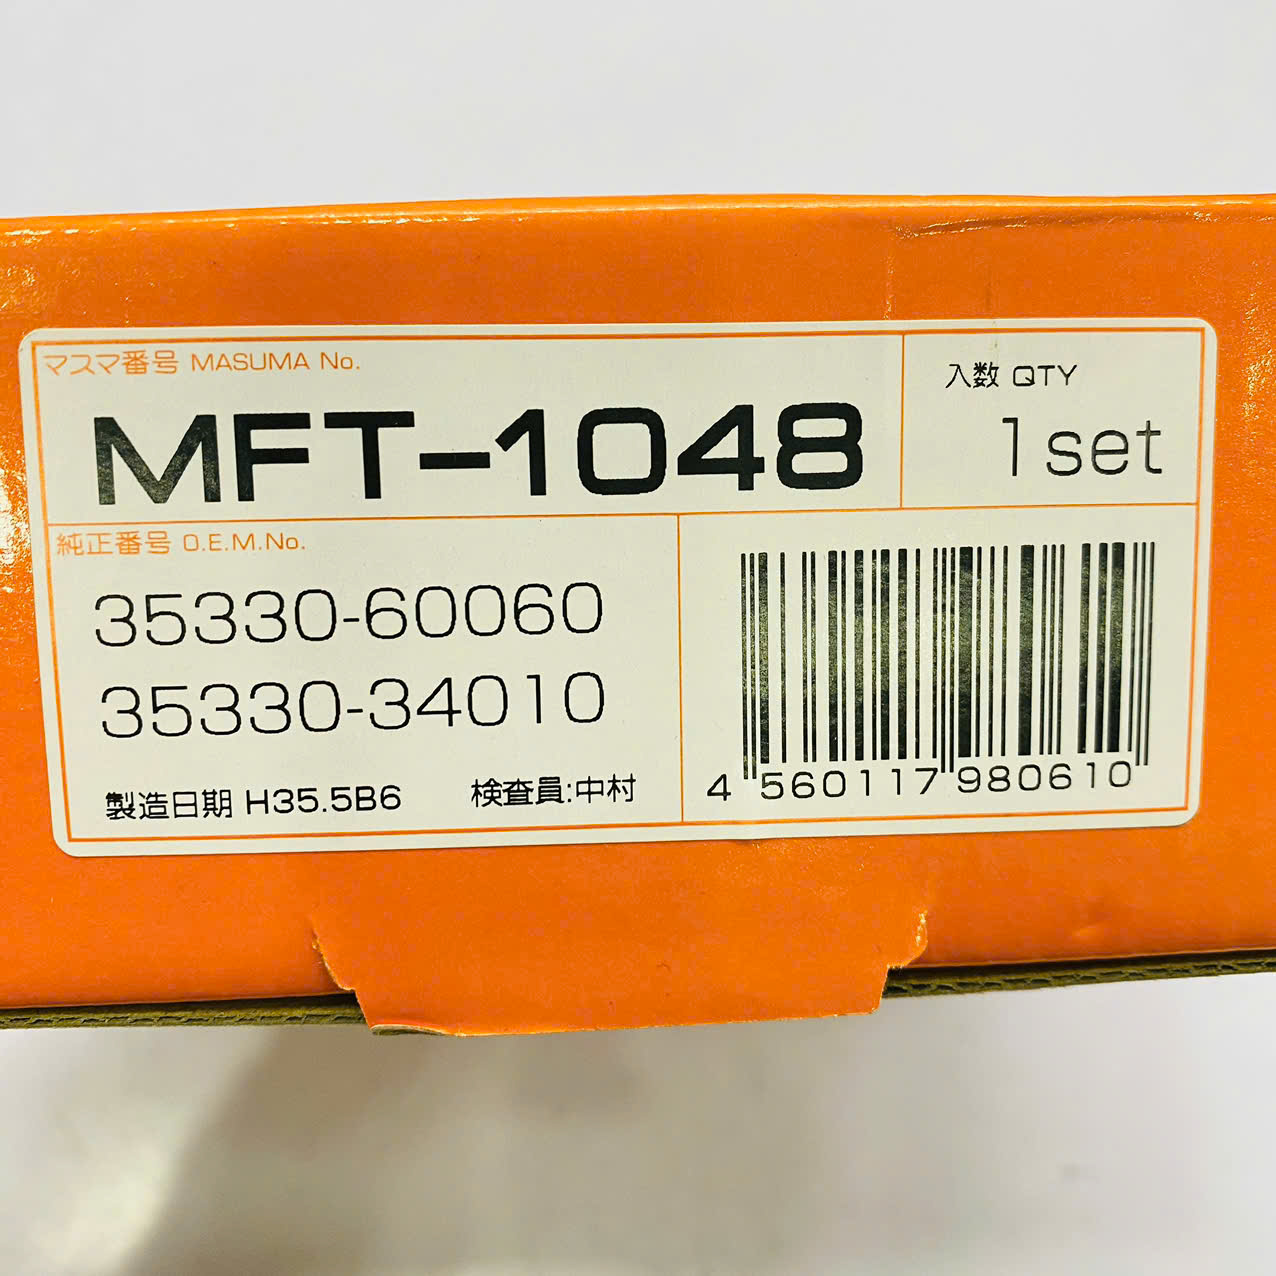 マスマ番号 MASUMA No.
MFT-1048
入数 QTY
1set
純正番号 O.E.M.No.
35330-60060
35330-34010
製造日期 H35.5B6 検査員:中村
4 560117 980610